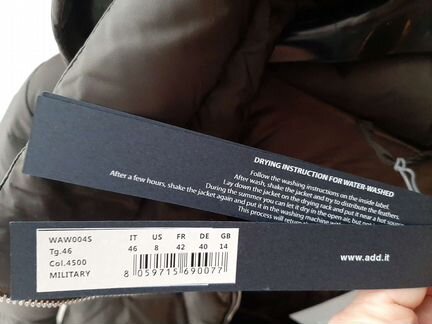 DRYING INSTRUCTION FOR WATER-WASHED
Follow the washing instructions on the inside label.
After wash, shake the jacket and try to distribute the feathers.
Lay down the jacket on the drying rack and put it near a hot source
After a few hours, shake the jacket again and put it in the washing machine with
During the summer you can let it dry in the open air, but not
This process will return
WAW004S IT US FR DE GB
Tg.46 46 8 42 40 14
Col.4500
MILITARY
8 059715 690077
www.add.it